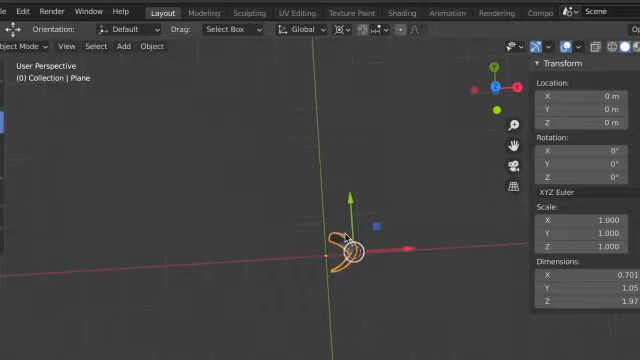 Edit Render Window Help Layout Modeling Sculpting UV Editing Texture Paint Shading Animation Rendering Compo Scene
Orientation: Default Drag: Select Box Global Op
bject Mode View Select Add Object
User Perspective
(0) Collection | Plane
Y
Z
X
Transform
Location:
X 0 m
Y 0 m
Z 0 m
Rotation:
X 0°
Y 0°
Z 0°
XYZ Euler
Scale:
X 1.000
Y 1.000
Z 1.000
Dimensions:
X 0.701
Y 1.05
Z 1.97